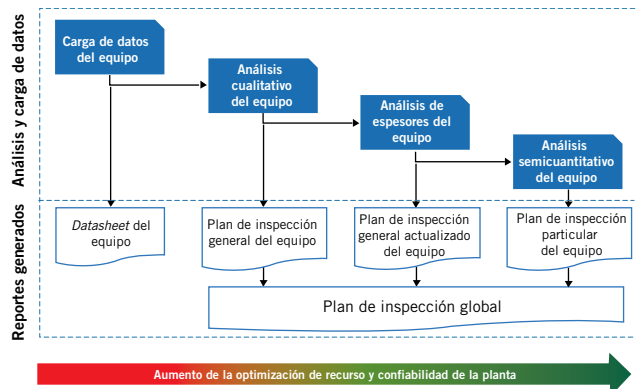 Análisis y carga de datos
Carga de datos
del equipo
Análisis
cualitativo
del equipo
Análisis de
espesores del
equipo
Análisis
semicuantitativo
del equipo
Reportes generados
Datasheet del
equipo
Plan de inspección
general del equipo
Plan de inspección
general actualizado
del equipo
Plan de inspección
particular
del equipo
Plan de inspección global
Aumento de la optimización de recurso y confiabilidad de la planta